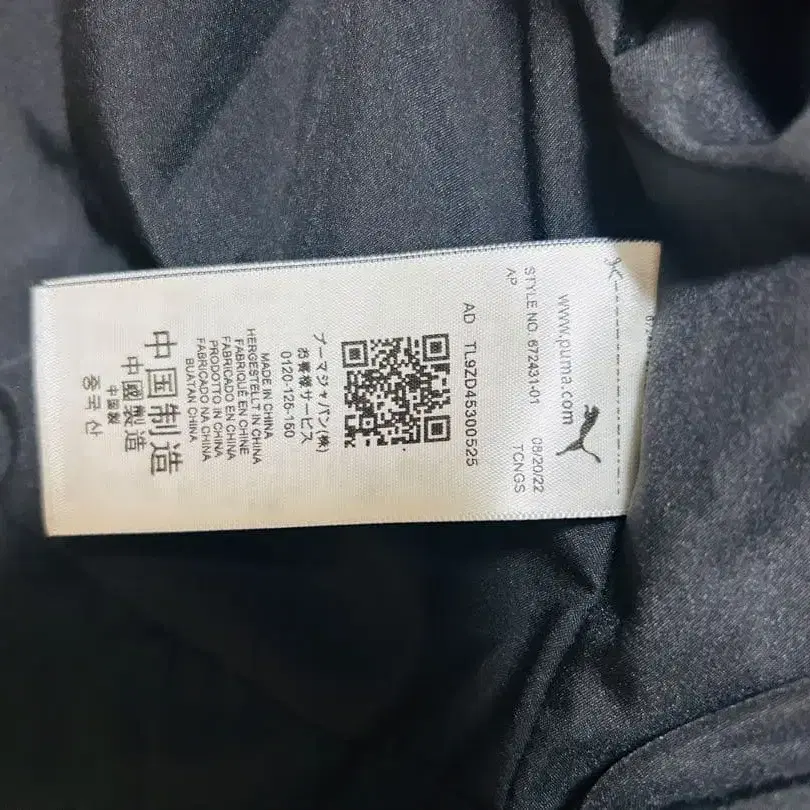 www.puma.com
STYLE NO. 672431-01 08/20/22
AP TCNGS
AD TL9ZD45300525
プーマジャパン(株)
お客様サービス
0120-125-150
MADE IN CHINA
HERGESTELLT IN CHINA
FABRIQUÉ EN CHINE
FABRICADO EN CHINA
PRODOTTO IN CHINA
FABRICADO NA CHINA
BUATAN CHINA
中国制造
中國製造
中国製
중국 산